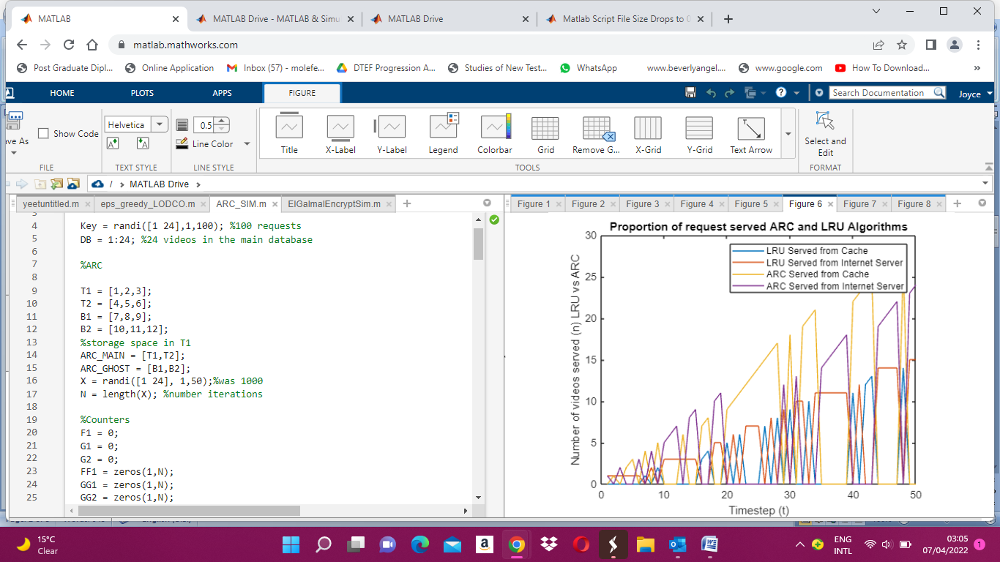 MATLAB
MATLAB Drive - MATLAB & Simu
MATLAB Drive
Matlab Script File Size Drops to 0
matlab.mathworks.com
Post Graduate Dipl...
Online Application
Inbox (57) - molefe...
DTEF Progression A...
Studies of New Test...
WhatsApp
www.beverlyangel....
www.google.com
How To Download...
»
HOME
PLOTS
APPS
FIGURE
Search Documentation
Joyce
ve As
Show Code
Helvetica
0.5
Line Color
Title
X-Label
Y-Label
Legend
Colorbar
Grid
Remove G...
X-Grid
Y-Grid
Text Arrow
Select and
Edit
FILE
TEXT STYLE
LINE STYLE
TOOLS
FORMAT
/ › MATLAB Drive ›
yeetuntitled.m
eps_greedy_LODCO.m
ARC_SIM.m
ElGalmalEncryptSim.m
4 Key = randi([1 24],1,100); %100 requests
5 DB = 1:24; %24 videos in the main database
6
7 %ARC
8
9 T1 = [1,2,3];
10 T2 = [4,5,6];
11 B1 = [7,8,9];
12 B2 = [10,11,12];
13 %storage space in T1
14 ARC_MAIN = [T1,T2];
15 ARC_GHOST = [B1,B2];
16 X = randi([1 24], 1,50);%was 1000
17 N = length(X); %number iterations
18
19 %Counters
20 F1 = 0;
21 G1 = 0;
22 G2 = 0;
23 FF1 = zeros(1,N);
24 GG1 = zeros(1,N);
25 GG2 = zeros(1,N);
Figure 1
Figure 2
Figure 3
Figure 4
Figure 5
Figure 6
Figure 7
Figure 8
Proportion of request served ARC and LRU Algorithms
LRU Served from Cache
LRU Served from Internet Server
ARC Served from Cache
ARC Served from Internet Server
Number of videos served (n) LRU vs ARC
30
25
20
15
10
5
0
0 10 20 30 40 50
Timestep (t)
15°C
Clear
ENG
INTL
03:05
07/04/2022
1